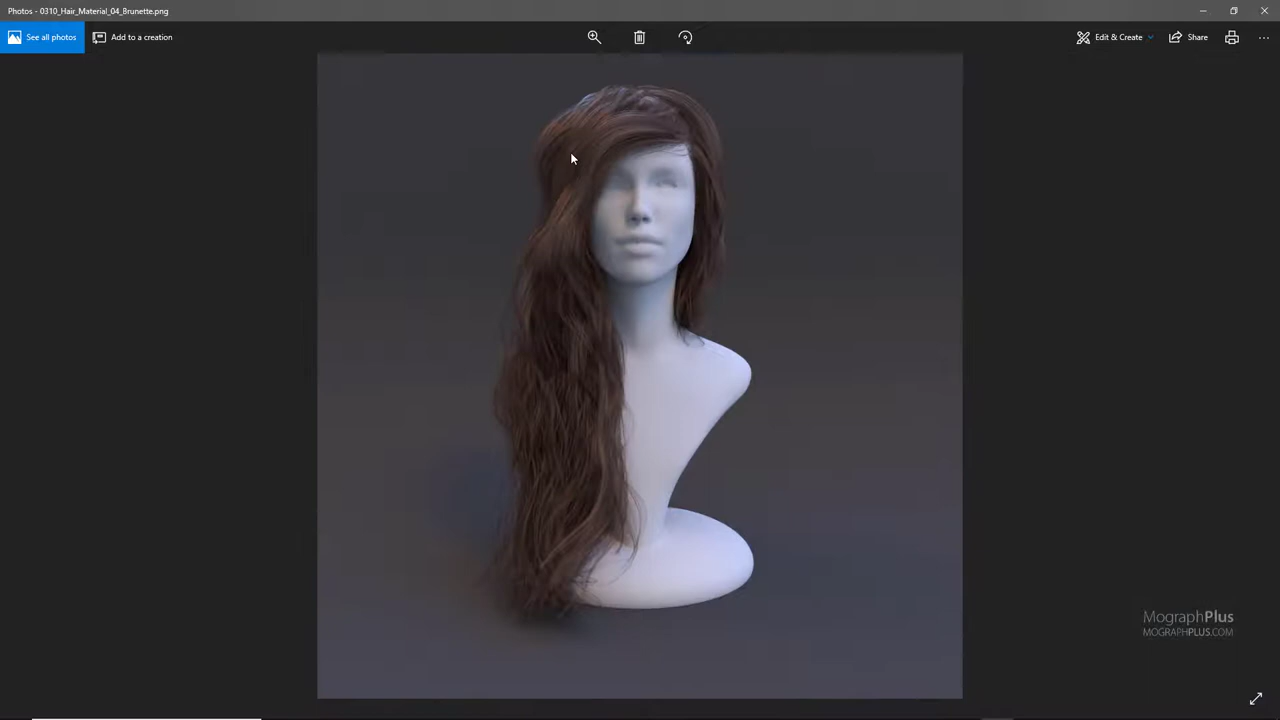 Photos - 0310_Hair_Material_04_Brunette.png
See all photos
Add to a creation
Edit & Create
Share
MographPlus
MOGRAPHPLUS.COM